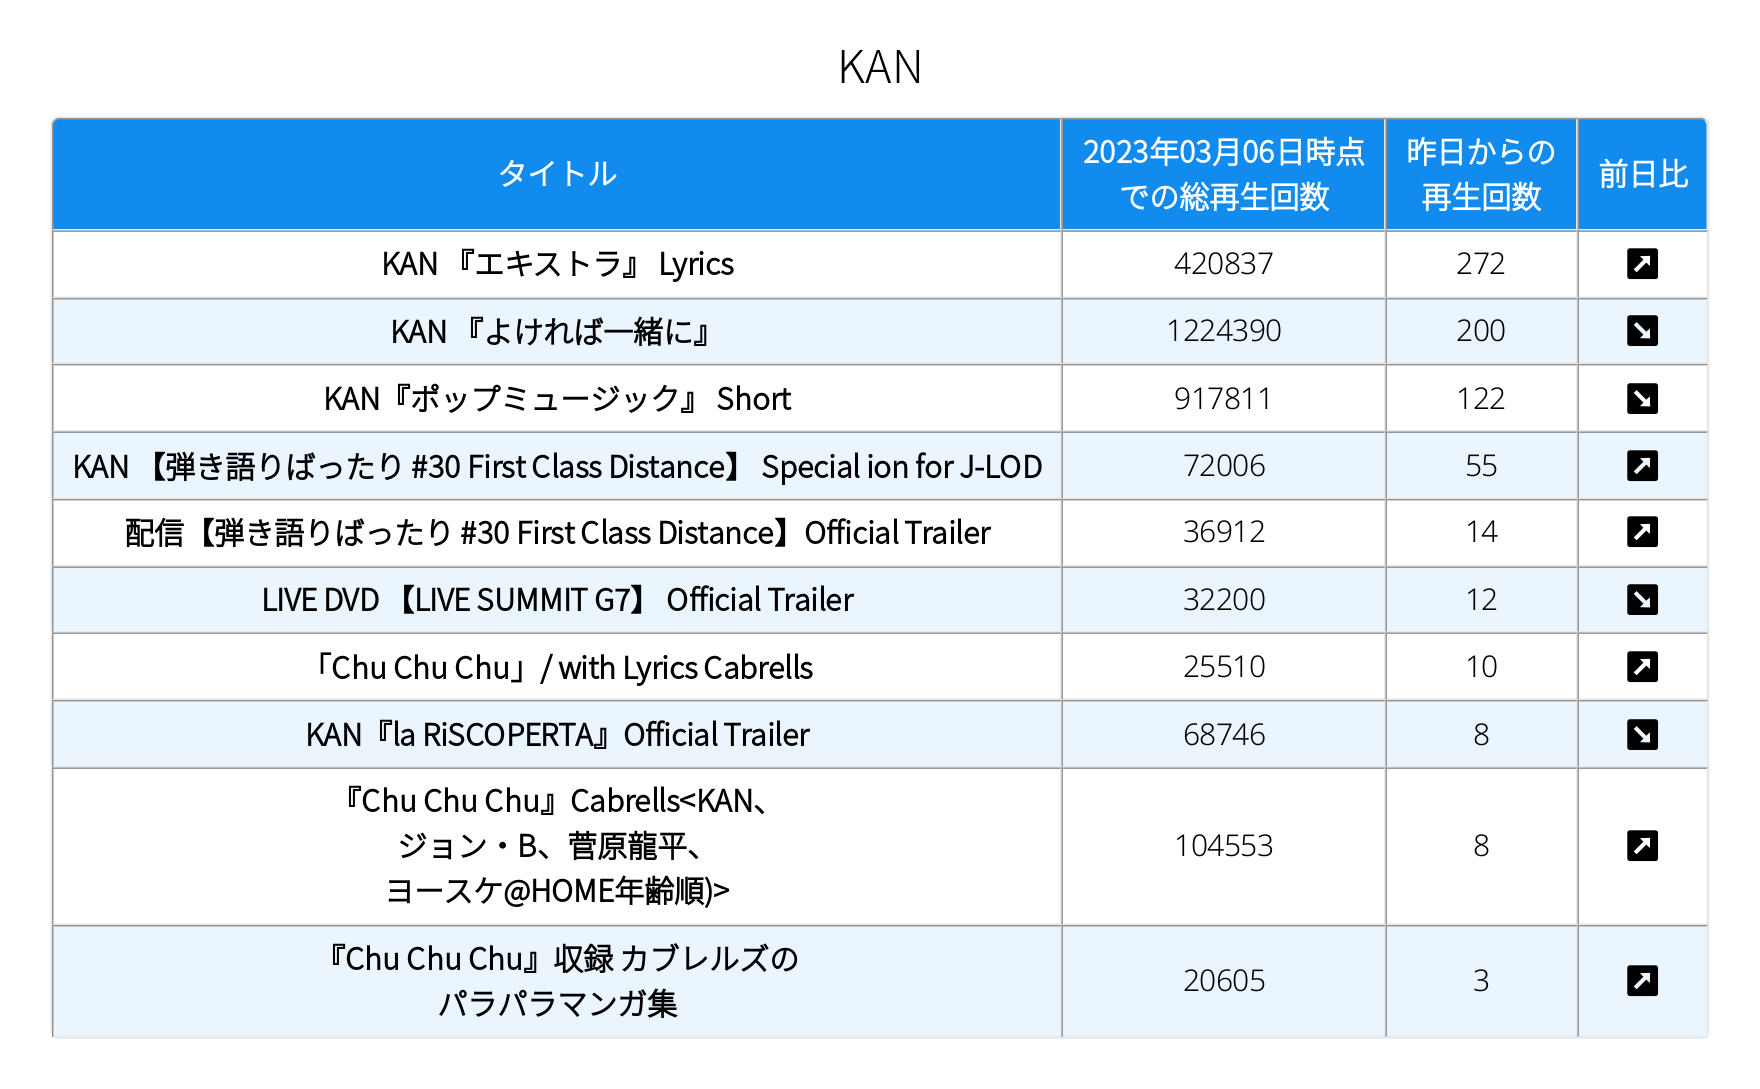 KAN
タイトル
2023年03月06日時点
での総再生回数
昨日からの
再生回数
前日比
KAN 『エキストラ』 Lyrics 420837 272
KAN 『よければ一緒に』 1224390 200
KAN『ポップミュージック』 Short 917811 122
KAN 【弾き語りばったり #30 First Class Distance】 Special ion for J-LOD 72006 55
配信【弾き語りばったり #30 First Class Distance】Official Trailer 36912 14
LIVE DVD 【LIVE SUMMIT G7】 Official Trailer 32200 12
「Chu Chu Chu」/ with Lyrics Cabrells 25510 10
KAN『la RiSCOPERTA』Official Trailer 68746 8
『Chu Chu Chu』Cabrells<KAN、
ジョン・B、菅原龍平、
ヨースケ@HOME年齢順)>
104553 8
『Chu Chu Chu』収録 カブレルズの
パラパラマンガ集
20605 3